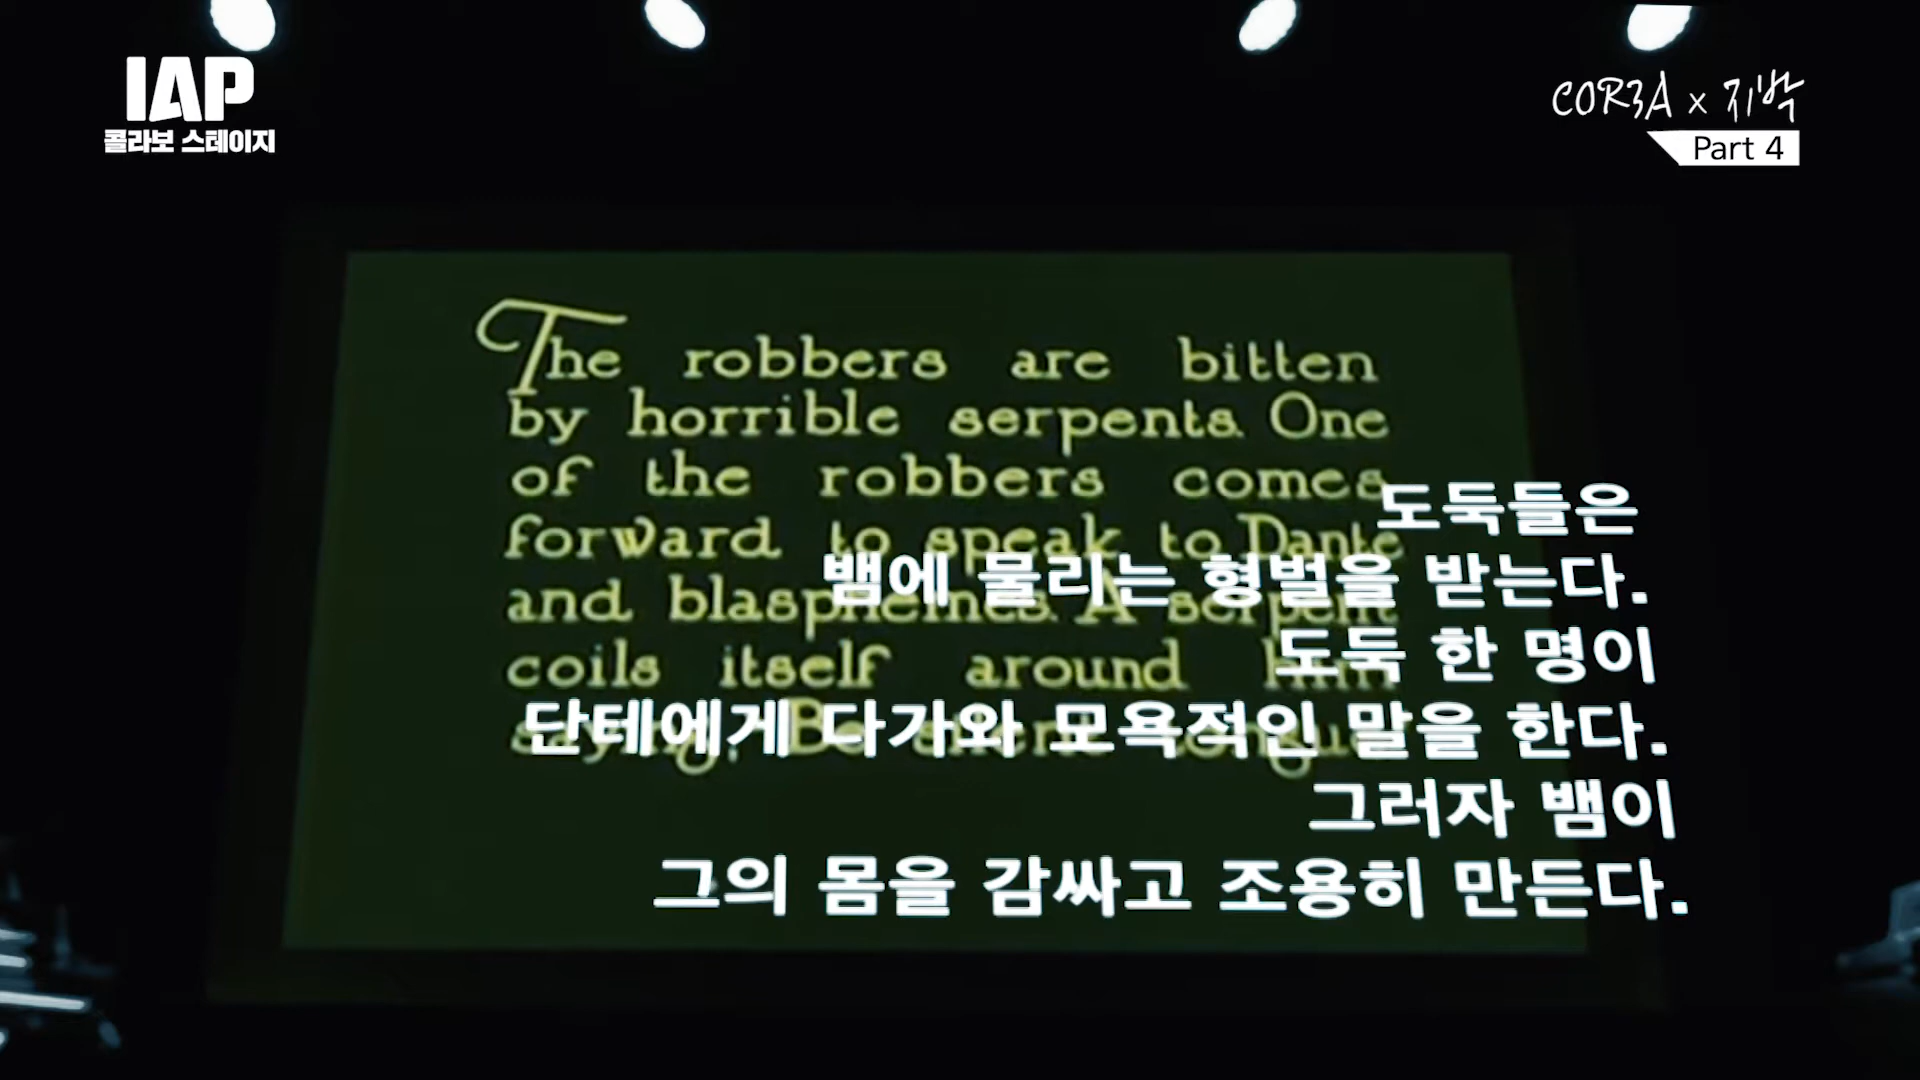 IAP
콜라보 스테이지
COR3A x 지박
Part 4
The robbers are bitten
by horrible serpents. One
of the robbers comes
forward to speak to Dante
and blasphemes. A serpent
coils itself around him
saying, Be silent tongue
도둑들은
뱀에 물리는 형벌을 받는다.
도둑 한 명이
단테에게 다가와 모욕적인 말을 한다.
그러자 뱀이
그의 몸을 감싸고 조용히 만든다.